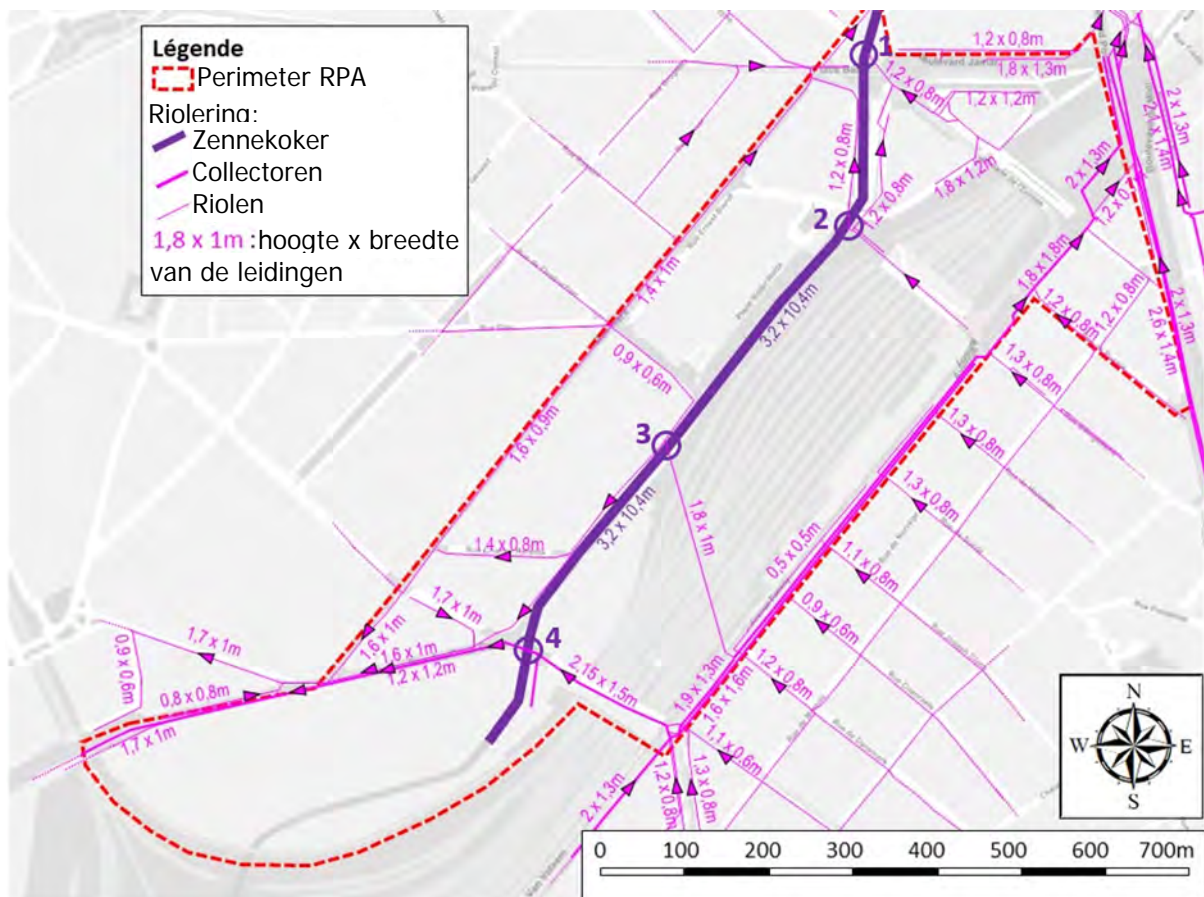 Légende
Perimeter RPA
Riolering:
Zennekoker
Collectoren
Riolen
1,8 x 1m :hoogte x breedte
van de leidingen
1
2
3
4
1,2 x 0,8m
Boulevard Jamar
1,8 x 1,3m
1,2 x 0,8m
1,2 x 1,2m
1,2 x 0,8m
1,8 x 1,2m
1,2 x 0,8m
2 x 1,3m
2 x 1,3m
1,8 x 1,8m
1,2 x 0,8m
1,2 x 0,8m
2 x 1,3m
2,6 x 1,4m
1,4 x 1m
3,2 x 10,4m
0,9 x 0,6m
1,6 x 0,9m
3,2 x 10,4m
1,8 x 1m
1,3 x 0,8m
1,3 x 0,8m
1,3 x 0,8m
1,1 x 0,8m
0,9 x 0,6m
1,2 x 0,8m
1,1 x 0,6m
0,5 x 0,5m
1,4 x 0,8m
1,7 x 1m
1,6 x 1m
1,6 x 1m
1,2 x 1,2m
1,7 x 1m
0,9 x 0,6m
0,8 x 0,8m
1,7 x 1m
2,15 x 1,5m
1,9 x 1,3m
1,6 x 1,6m
2 x 1,3m
1,2 x 0,8m
1,3 x 0,8m
N
W
E
S
0 100 200 300 400 500 600 700m